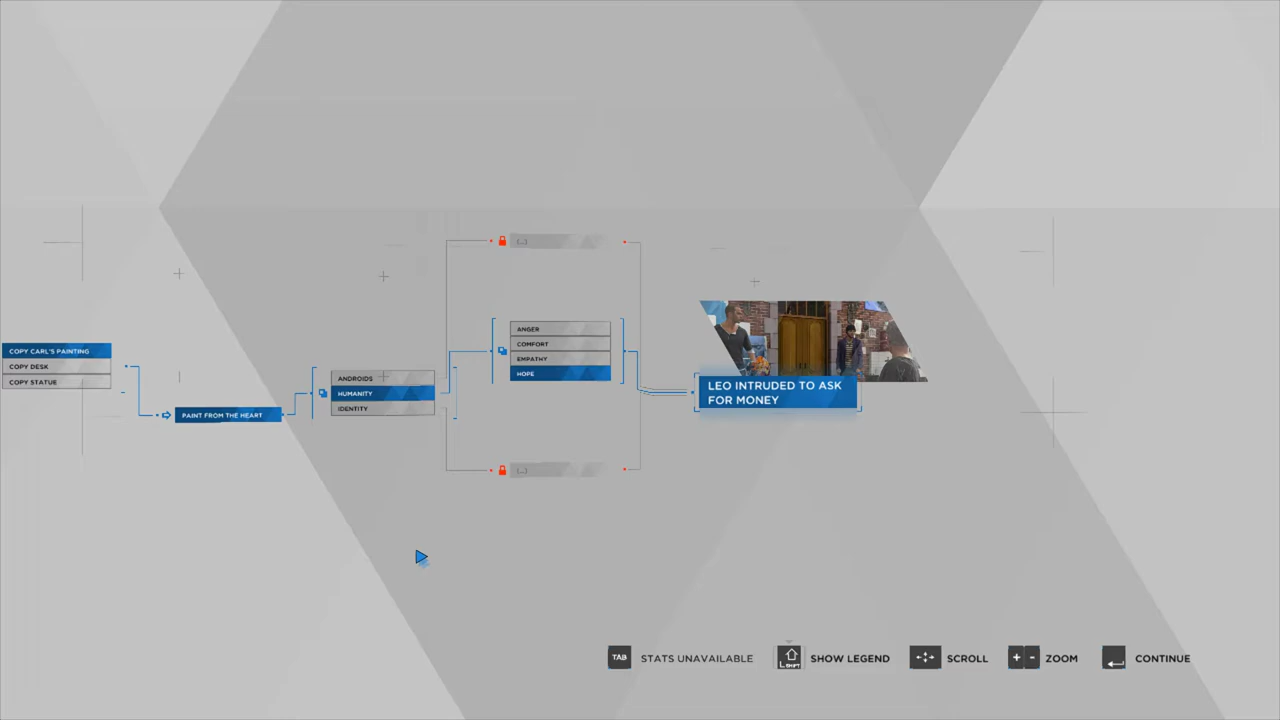 COPY CARL'S PAINTING
COPY DESK
COPY STATUE
PAINT FROM THE HEART
ANDROIDS
HUMANITY
IDENTITY
(...)
ANGER
COMFORT
EMPATHY
HOPE
(...)
LEO INTRUDED TO ASK
FOR MONEY
TAB STATS UNAVAILABLE
L SHIFT SHOW LEGEND
SCROLL
+ - ZOOM
CONTINUE